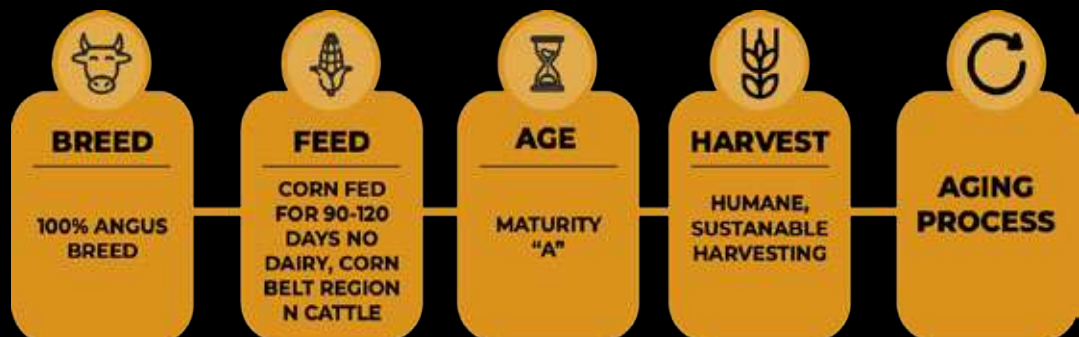 BREED
100% ANGUS
BREED
FEED
CORN FED
FOR 90-120
DAYS NO
DAIRY, CORN
BELT REGION
N CATTLE
AGE
MATURITY
“A”
HARVEST
HUMANE,
SUSTANABLE
HARVESTING
AGING
PROCESS